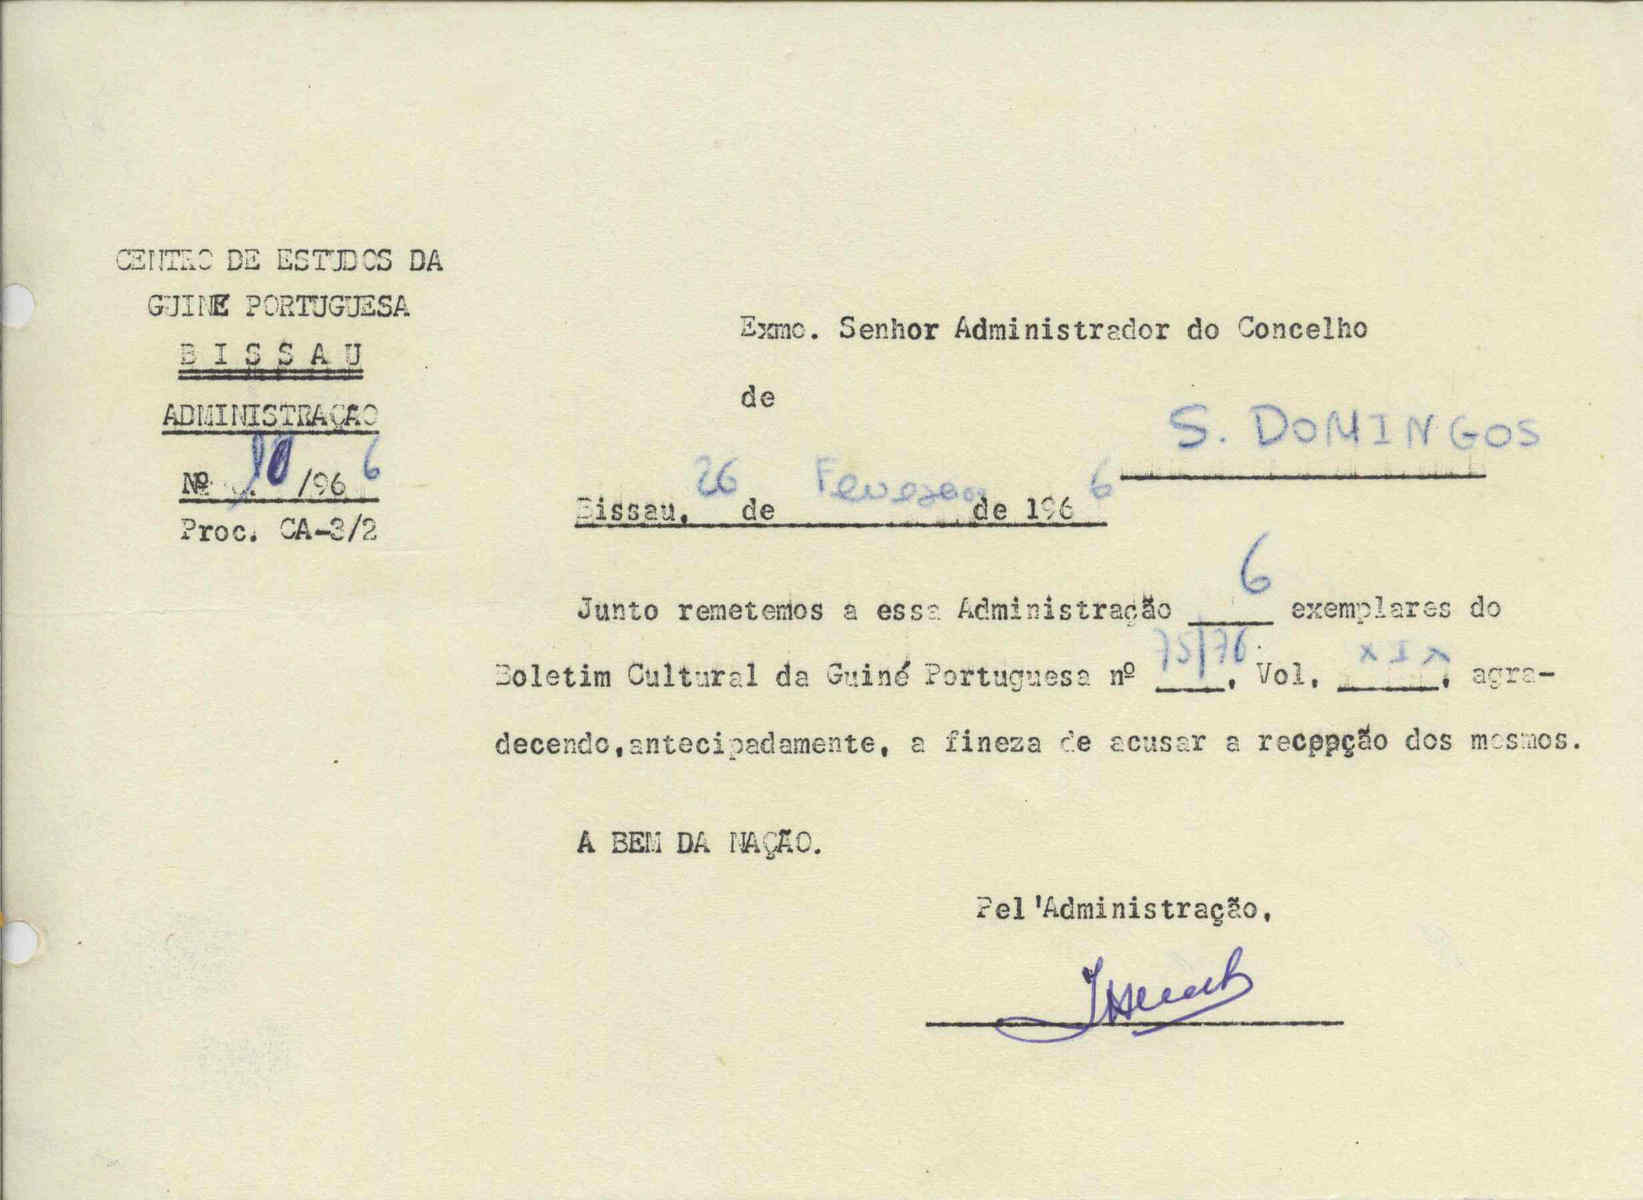 CENTRO DE ESTUDOS DA
GUINÉ PORTUGUESA
BISSAU
ADMINISTRAÇÃO
Nº 10/966
Proc. CA-3/2
Exmo. Senhor Administrador do Concelho
de
S. DOMINGOS
Bissau, 26 de Fevereiro de 1966
Junto remetemos a essa Administração 6 exemplares do
Boletim Cultural da Guiné Portuguesa nº 75/76, Vol. XIX, agra-
decendo,antecipadamente, a fineza de acusar a recppção dos mesmos.
A BEM DA NAÇÃO.
Pel'Administração,